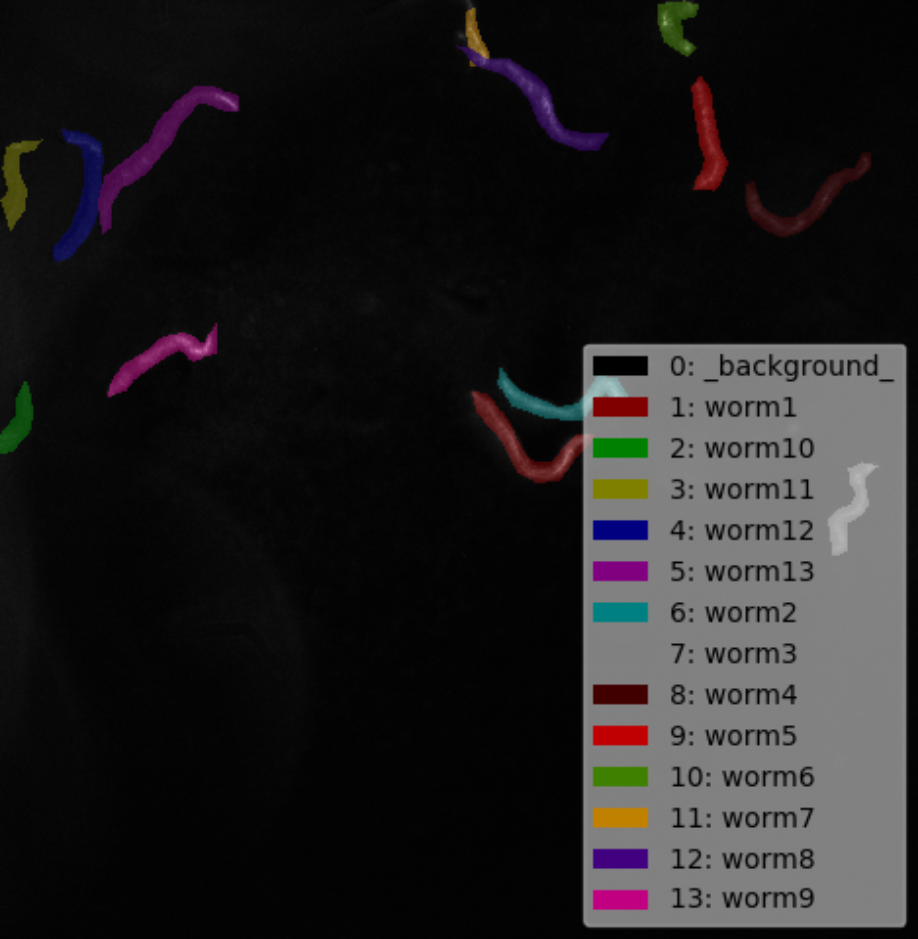 0: _background_
1: worm1
2: worm10
3: worm11
4: worm12
5: worm13
6: worm2
7: worm3
8: worm4
9: worm5
10: worm6
11: worm7
12: worm8
13: worm9